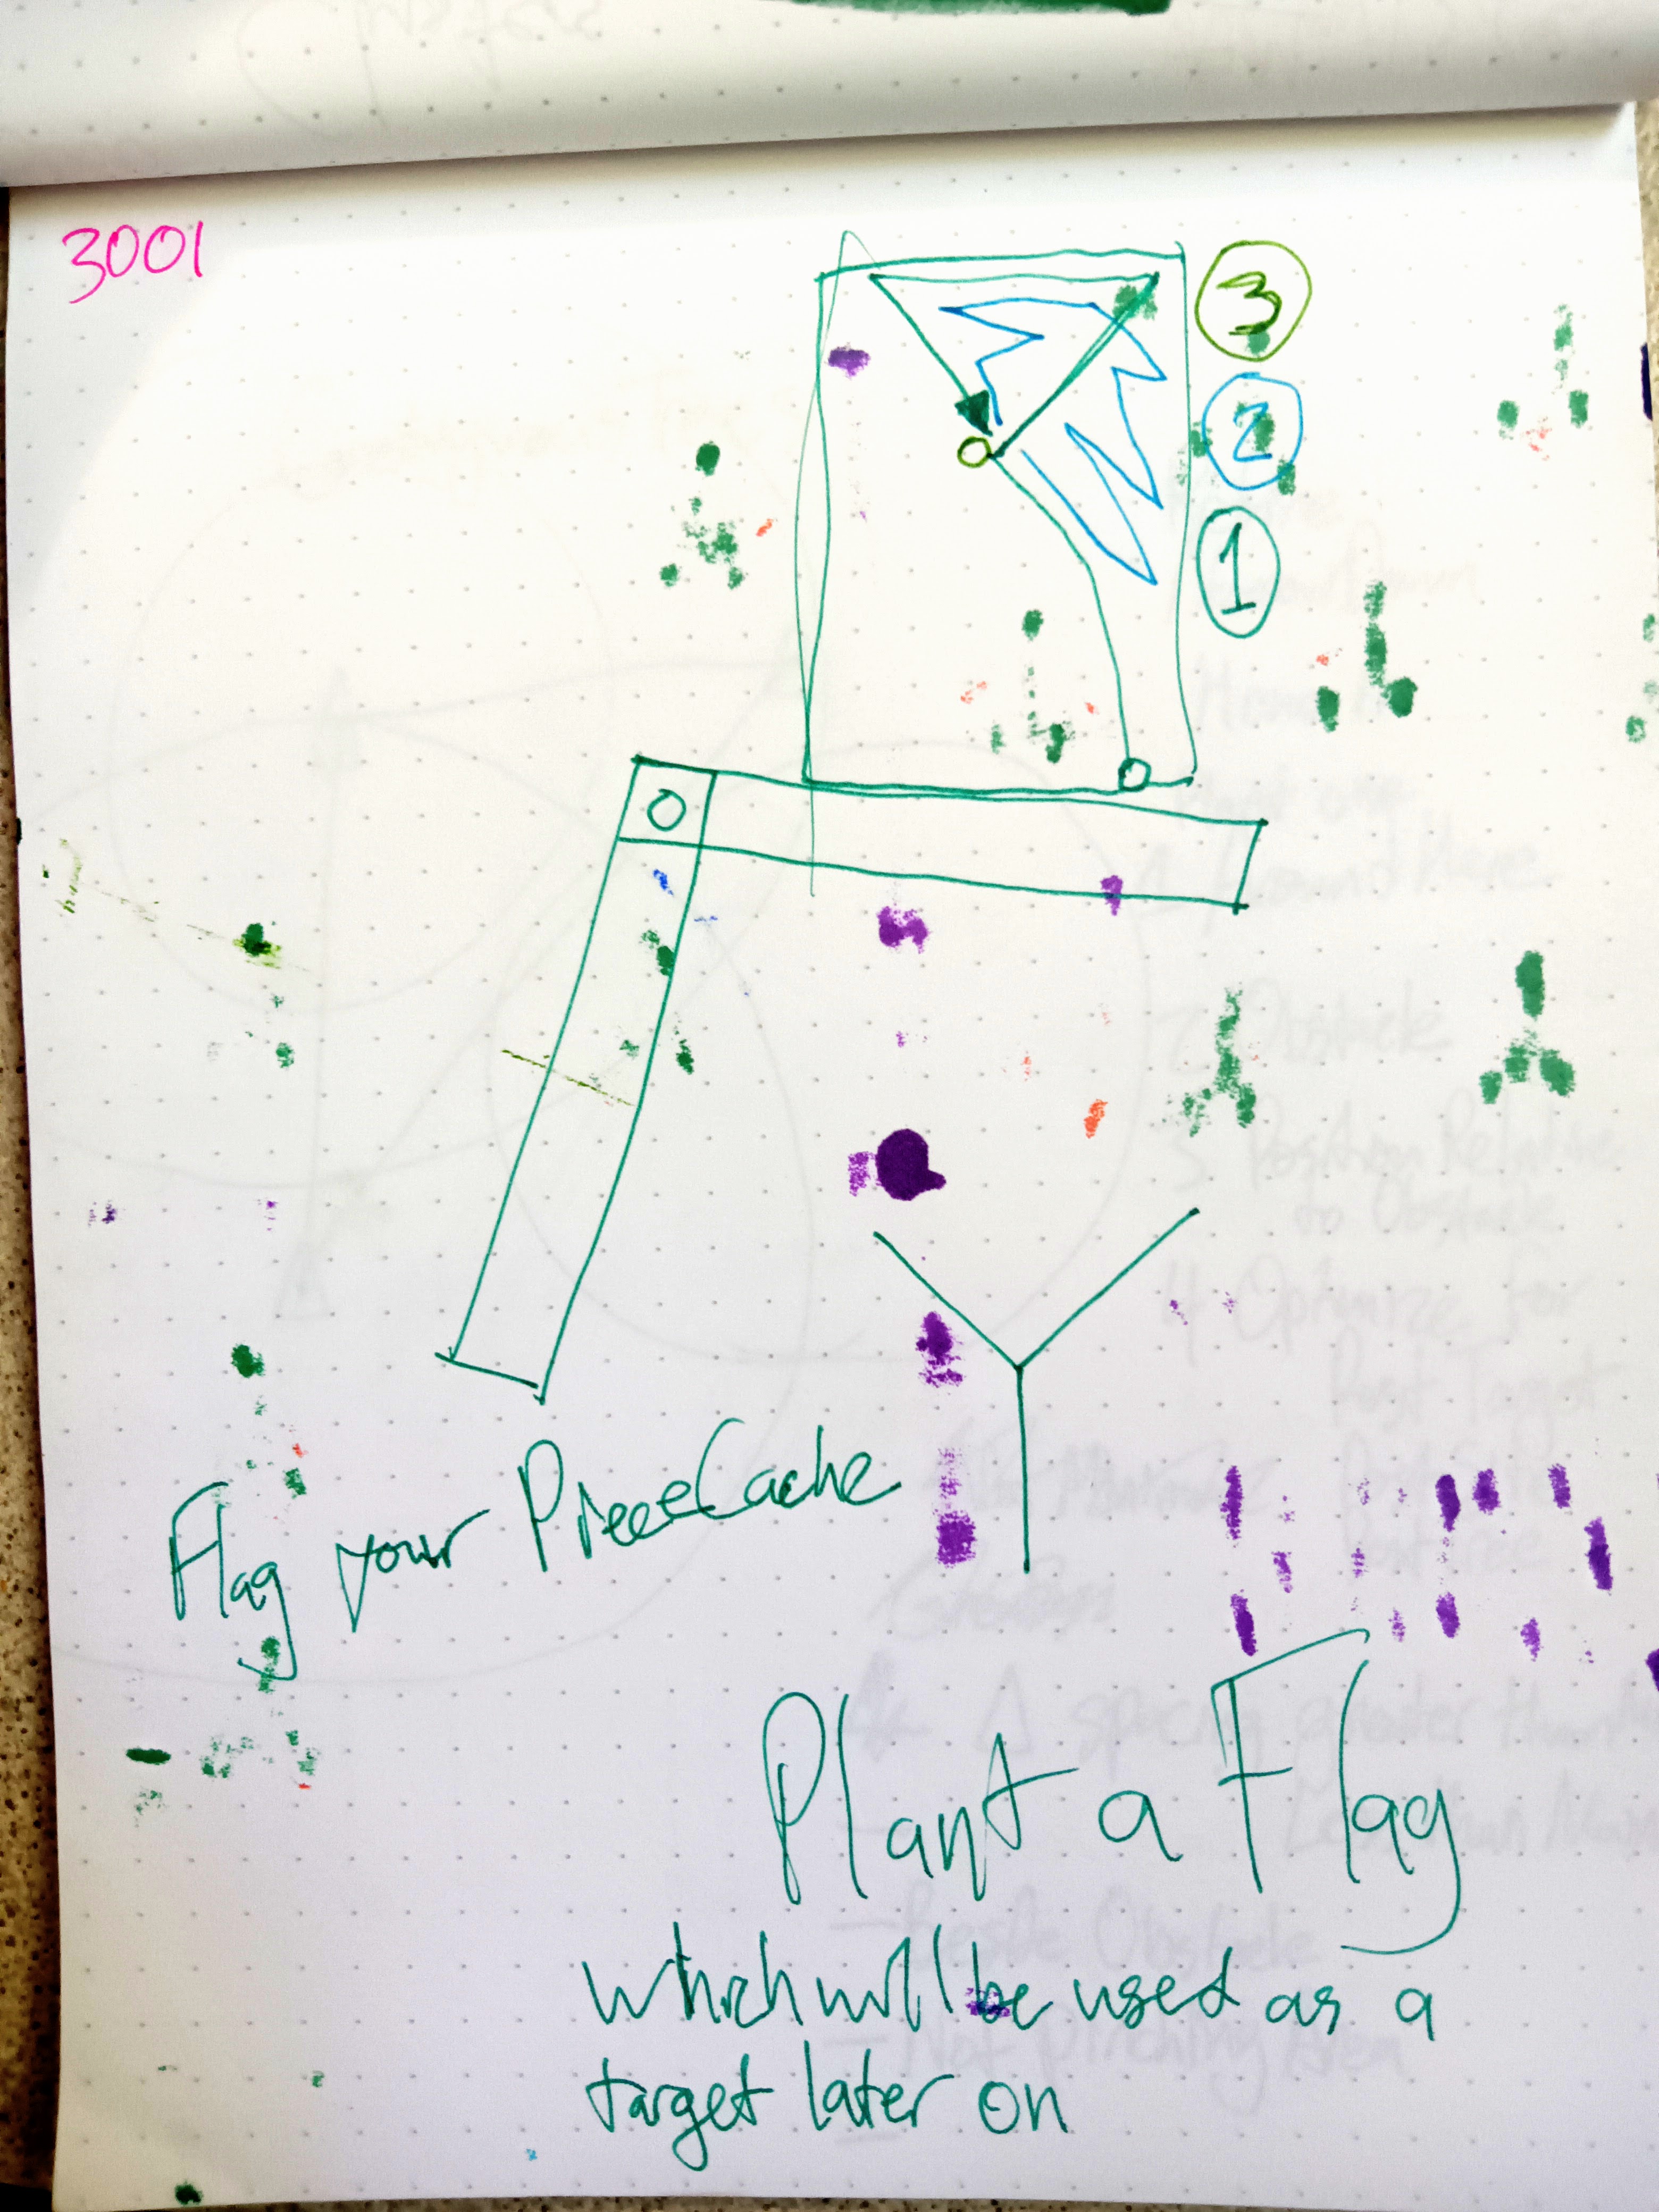 3001
3
2
1
Flag your PieceCache
Plant a Flag
which will be used as a
target later on